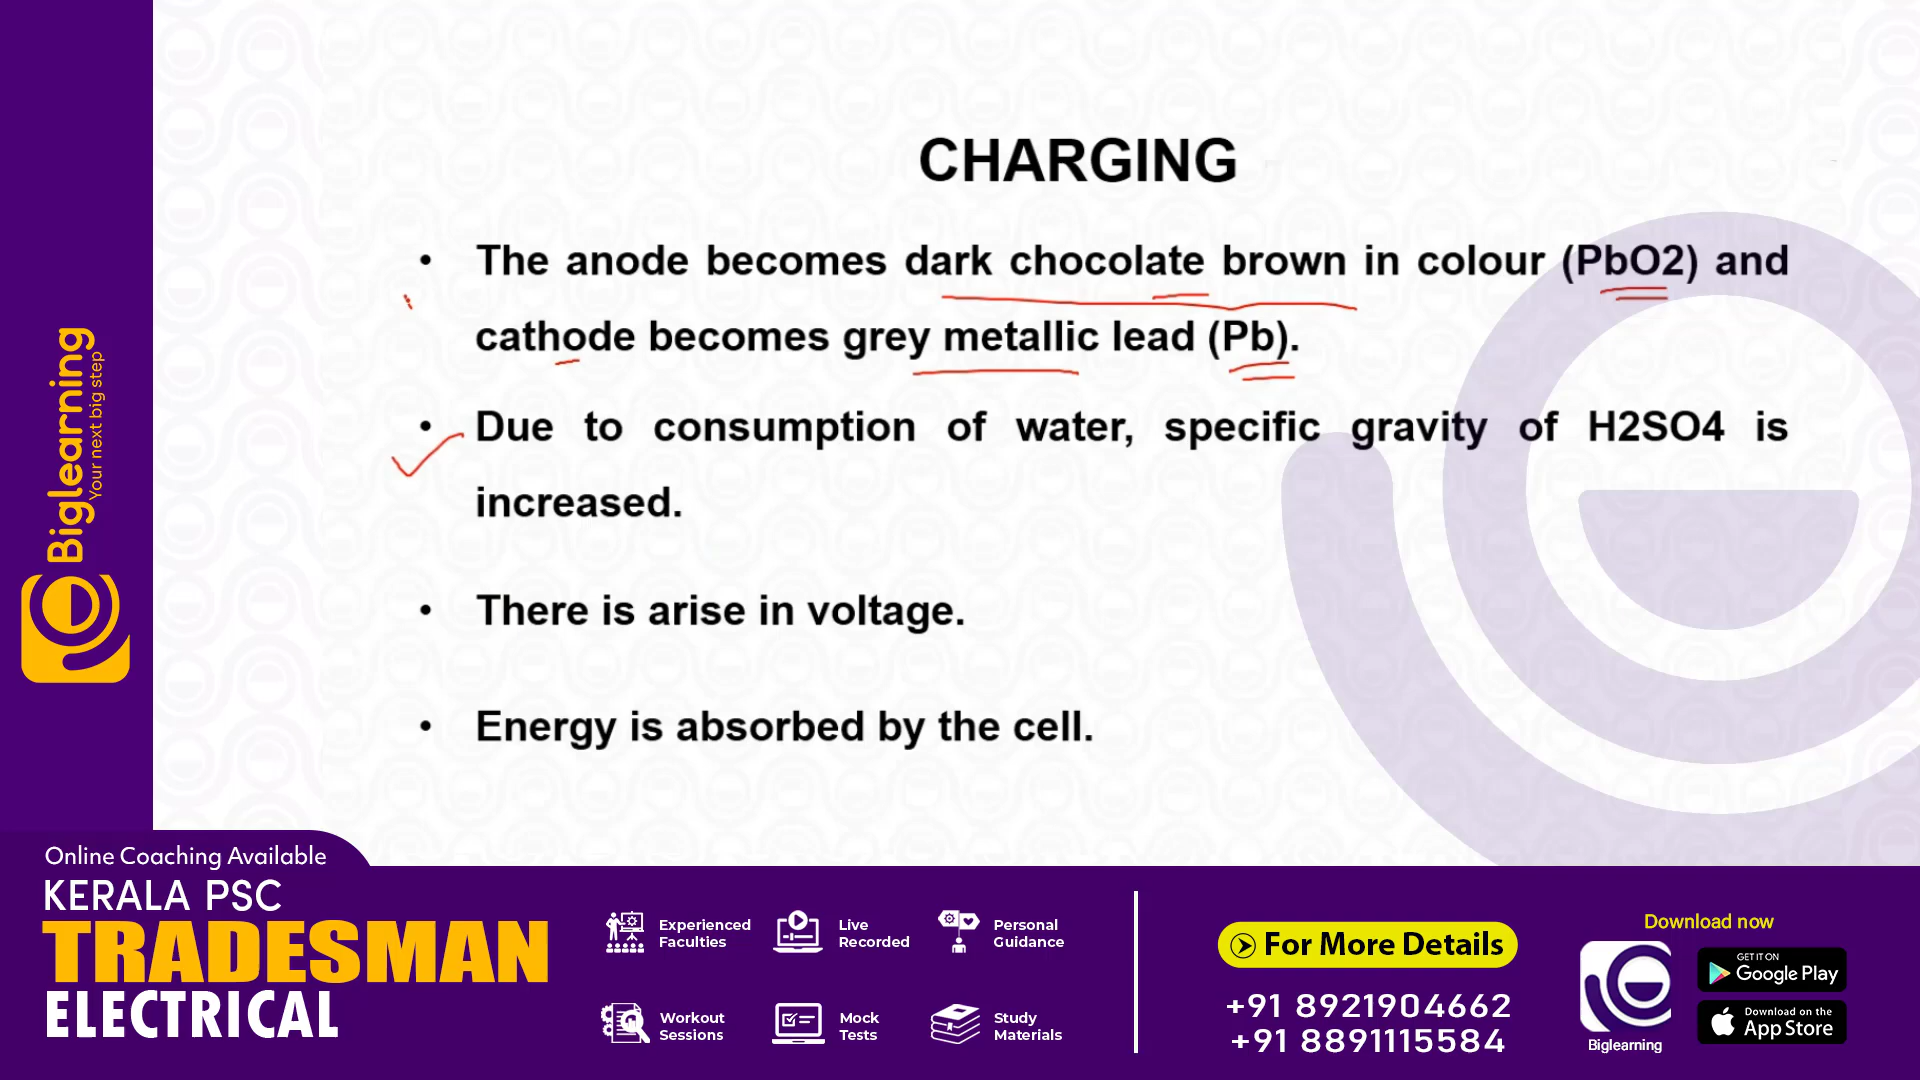 CHARGING
• The anode becomes dark chocolate brown in colour (PbO2) and
cathode becomes grey metallic lead (Pb).
• Due to consumption of water, specific gravity of H2SO4 is
increased.
• There is arise in voltage.
• Energy is absorbed by the cell.
Biglearning
Your next big step
Online Coaching Available
KERALA PSC
TRADESMAN
ELECTRICAL
Experienced
Faculties
Live
Recorded
Personal
Guidance
Workout
Sessions
Mock
Tests
Study
Materials
For More Details
+91 8921904662
+91 8891115584
Download now
Biglearning
GET IT ON
Google Play
Download on the
App Store